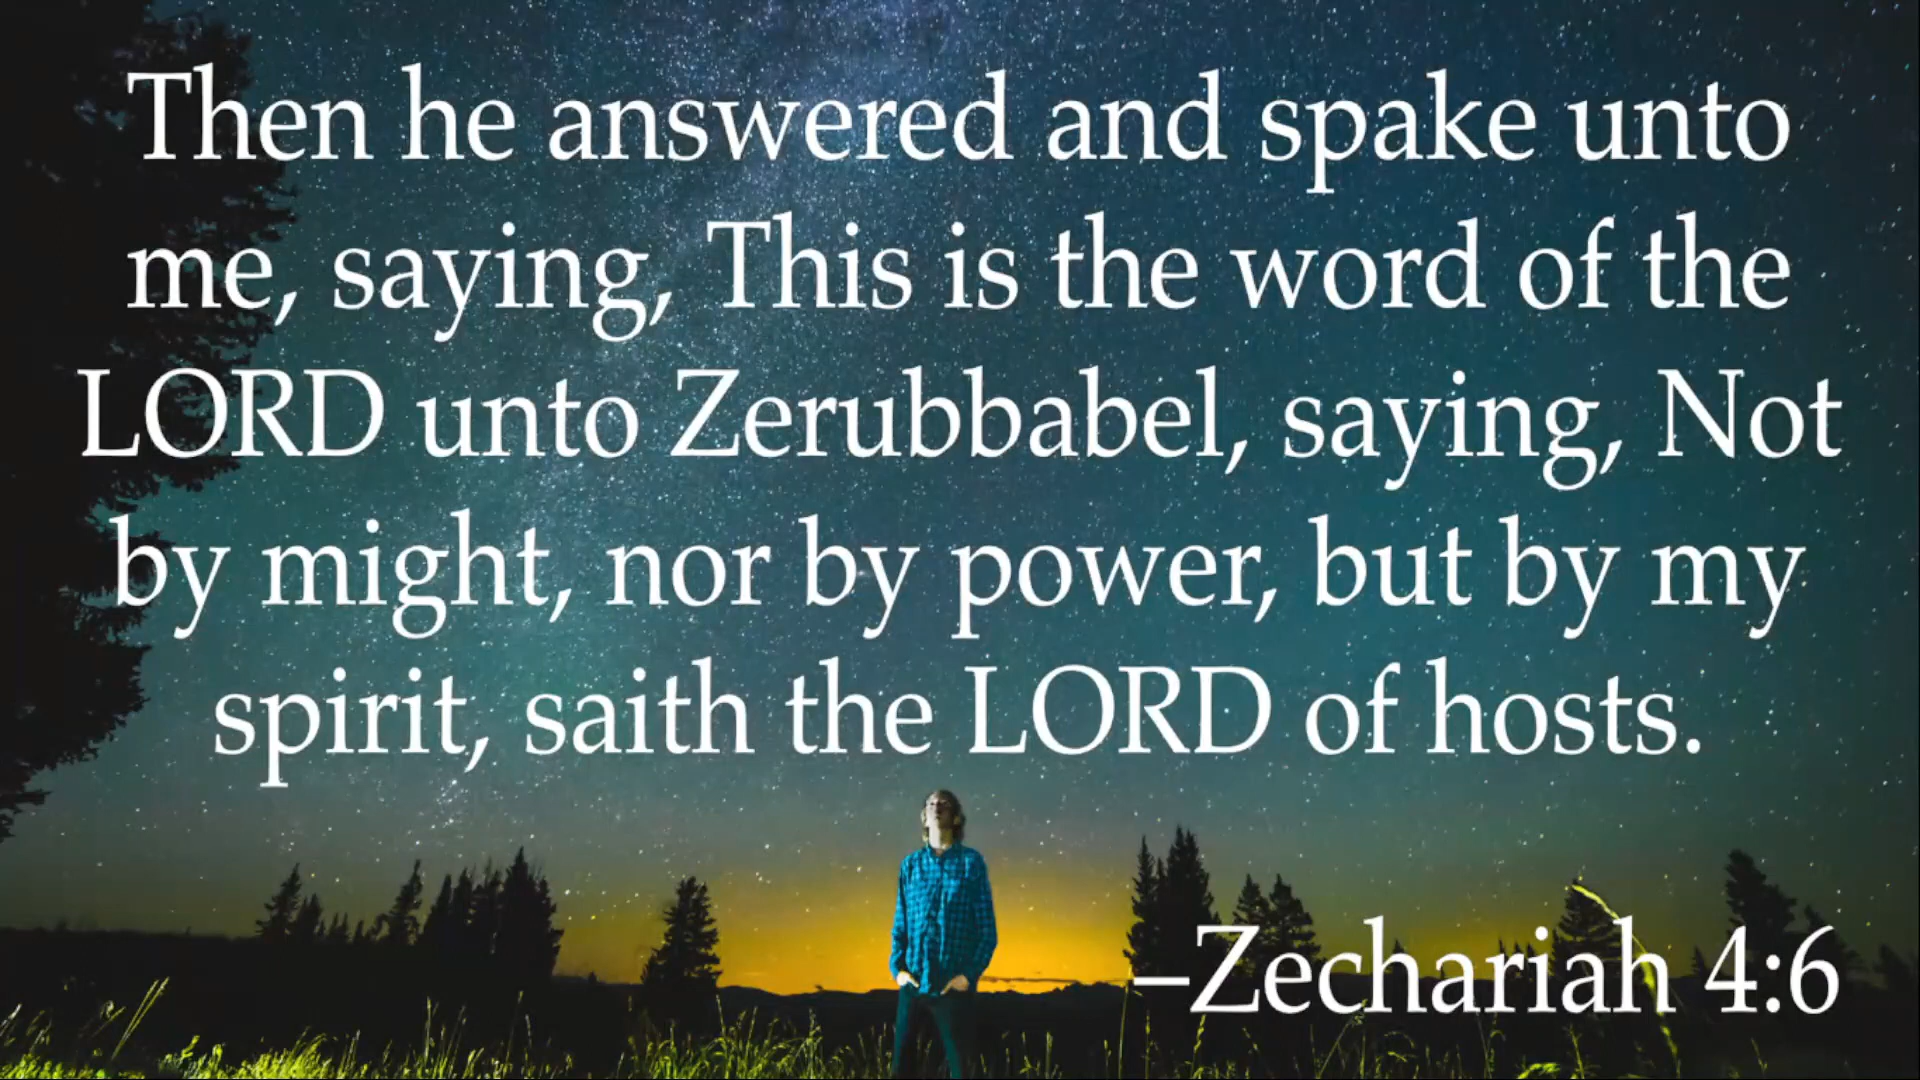 Then he answered and spake unto
me, saying, This is the word of the
LORD unto Zerubbabel, saying, Not
by might, nor by power, but by my
spirit, saith the LORD of hosts.
–Zechariah 4:6